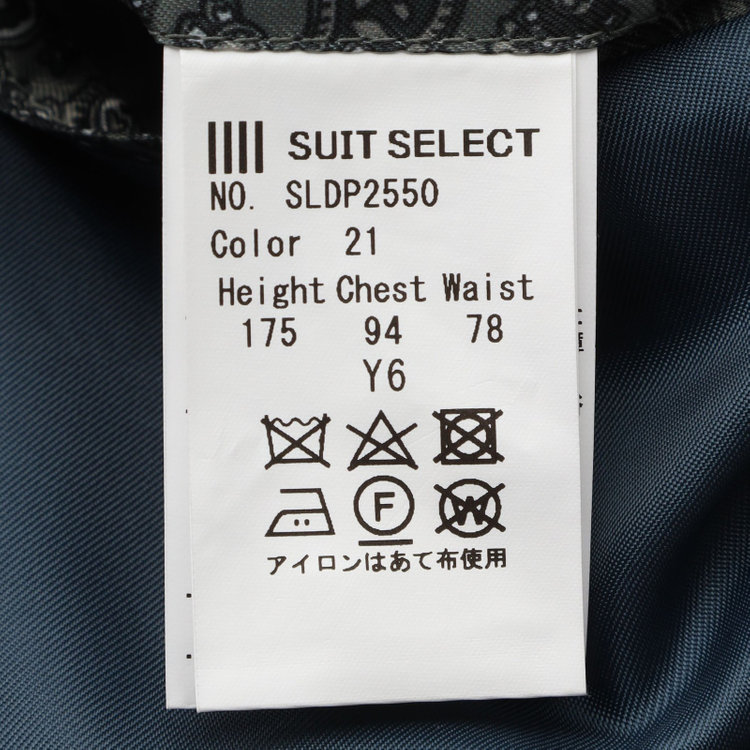 SUIT SELECT
NO. SLDP2550
Color 21
Height Chest Waist
175 94 78
Y6
F W
アイロンはあて布使用